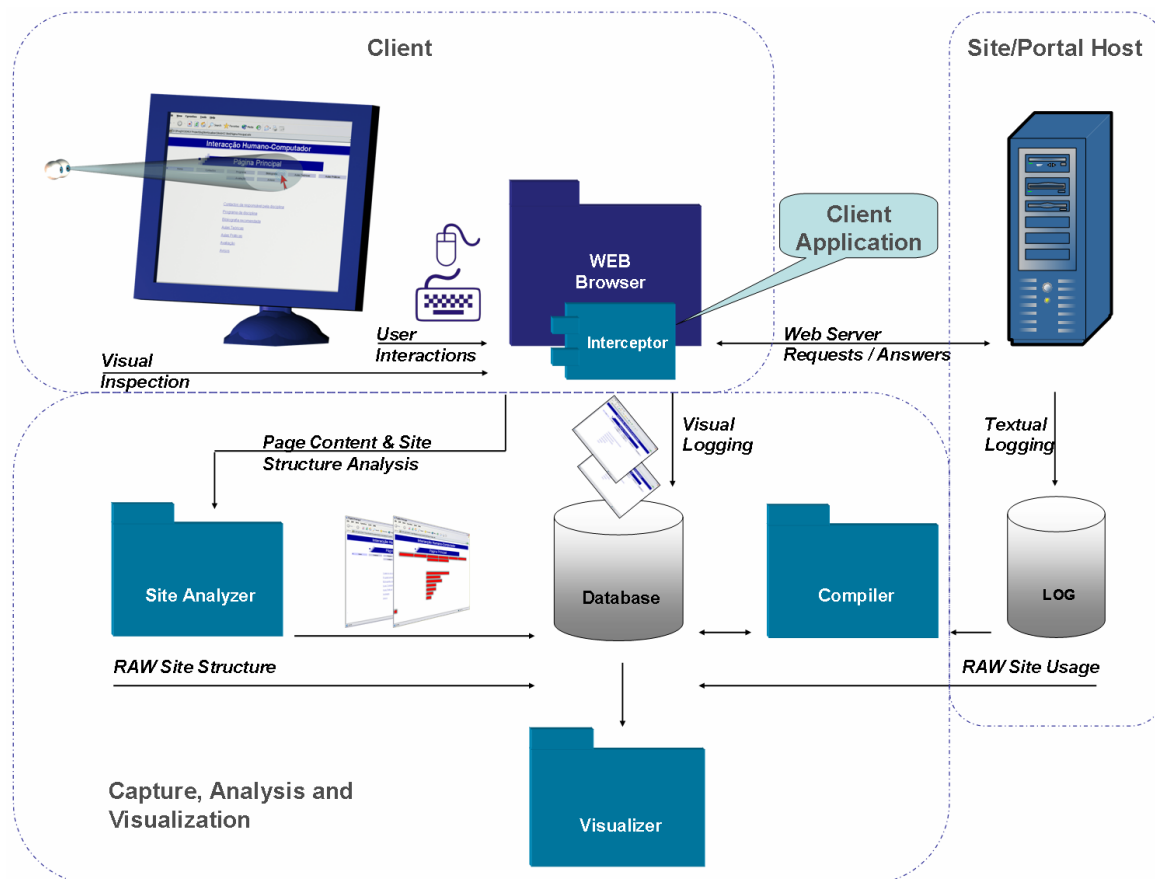 Client
Site/Portal Host
Interacção Humano-Computador
Página Principal
Client
Application
WEB
Browser
Interceptor
User
Interactions
Visual
Inspection
Web Server
Requests / Answers
Page Content & Site
Structure Analysis
Visual
Logging
Textual
Logging
Site Analyzer
Database
Compiler
LOG
RAW Site Structure
RAW Site Usage
Capture, Analysis and
Visualization
Visualizer